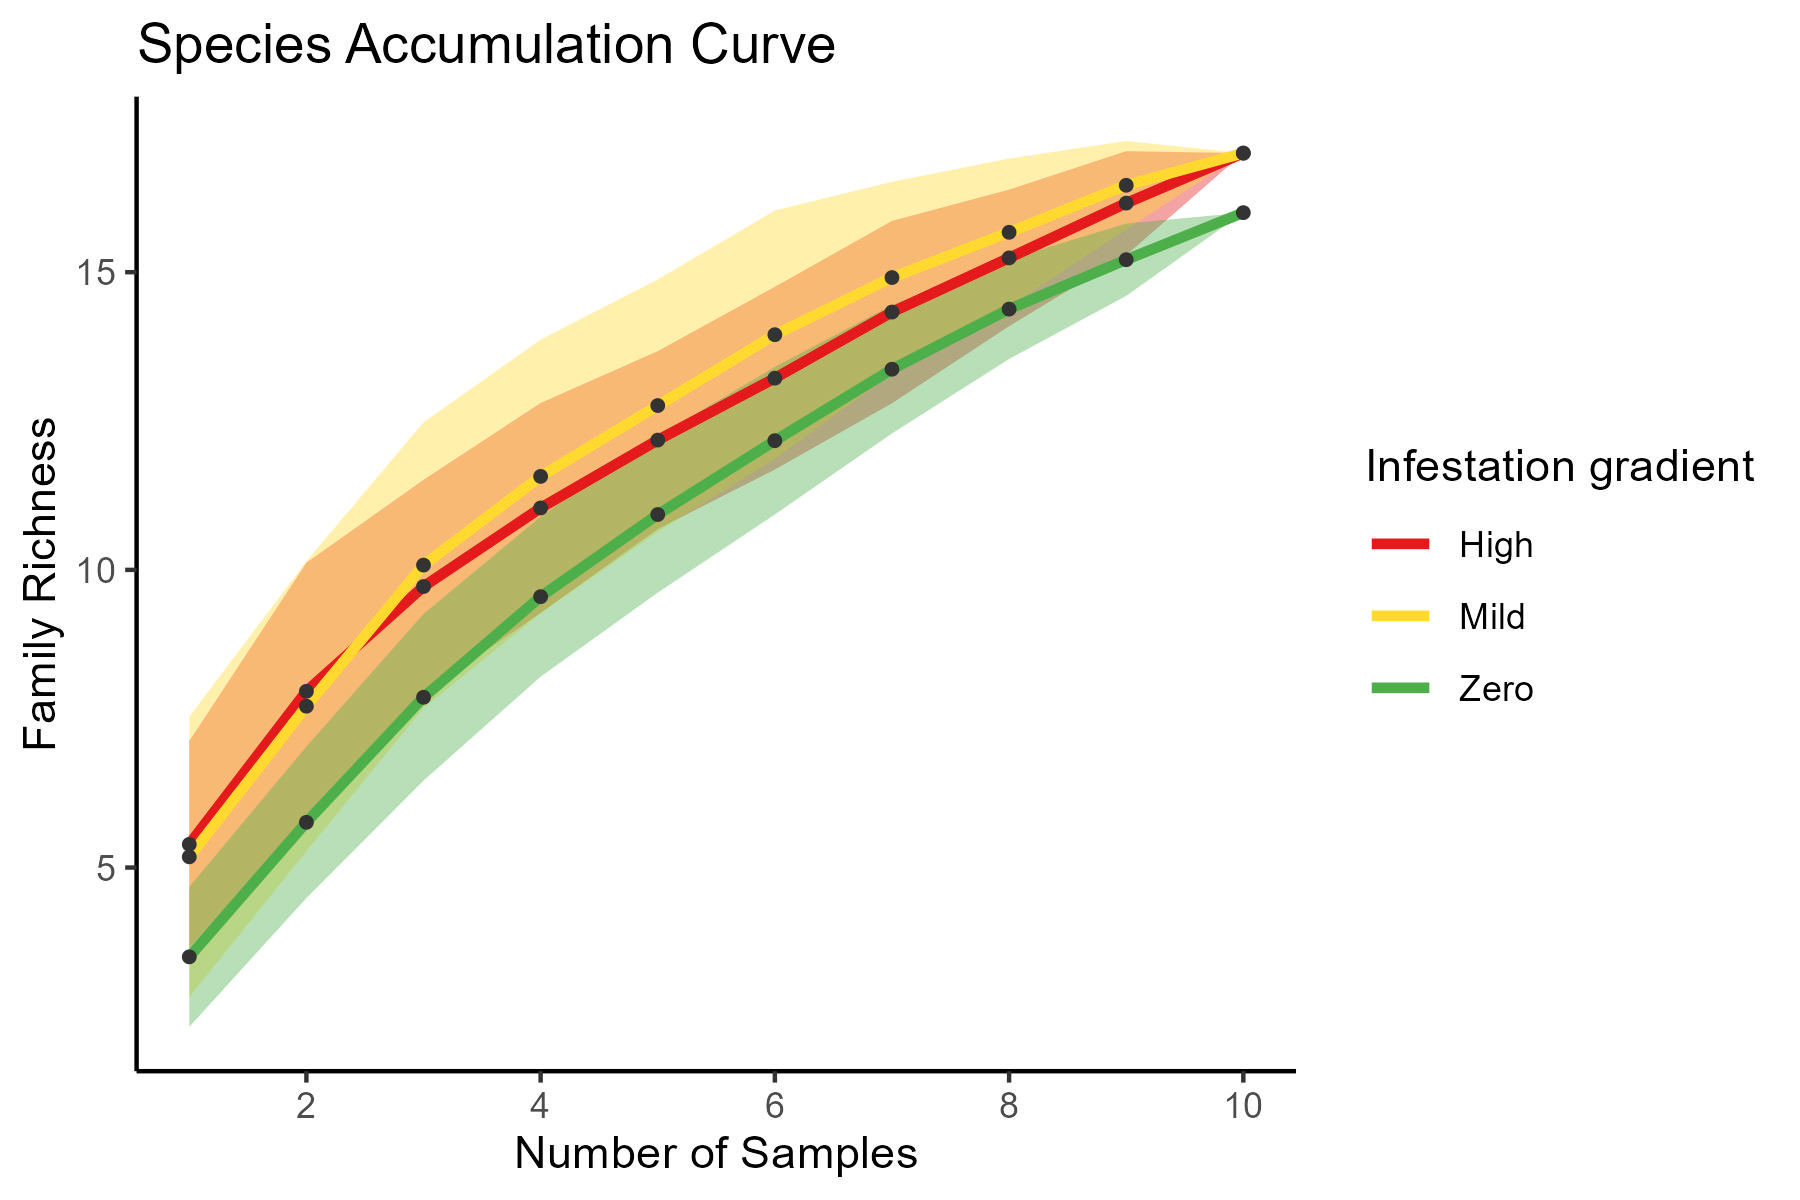 Species Accumulation Curve
Family Richness
15
10
5
2 4 6 8 10
Number of Samples
Infestation gradient
High
Mild
Zero